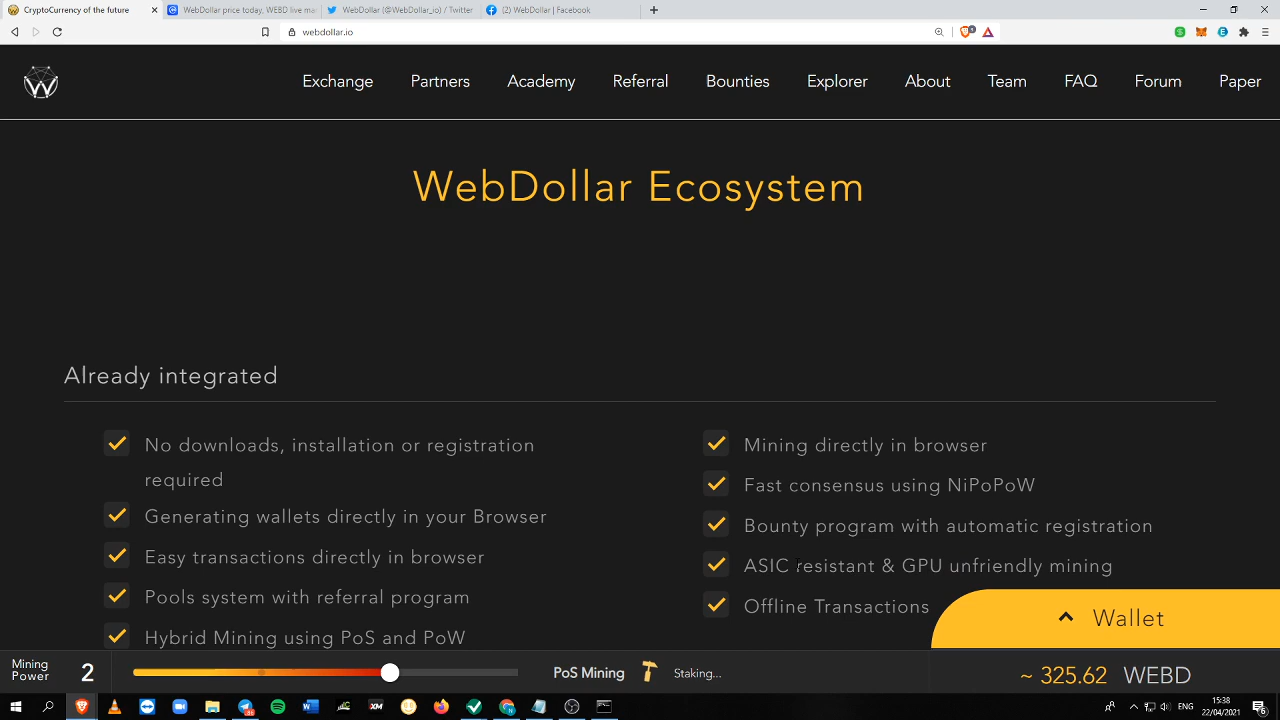 CryptoCurrency of the future
WebDollar price today, WEBD live ma
WebDollar (@WebDollar_io) / Twitter
(2) WebDollar | Facebook
webdollar.io
Exchange
Partners
Academy
Referral
Bounties
Explorer
About
Team
FAQ
Forum
Paper
WebDollar Ecosystem
Already integrated
No downloads, installation or registration
required
Generating wallets directly in your Browser
Easy transactions directly in browser
Pools system with referral program
Hybrid Mining using PoS and PoW
Mining directly in browser
Fast consensus using NiPoPoW
Bounty program with automatic registration
ASIC resistant & GPU unfriendly mining
Offline Transactions
Wallet
Mining
Power
2
PoS Mining
Staking...
~ 325.62 WEBD
ENG
15:38
22/04/2021